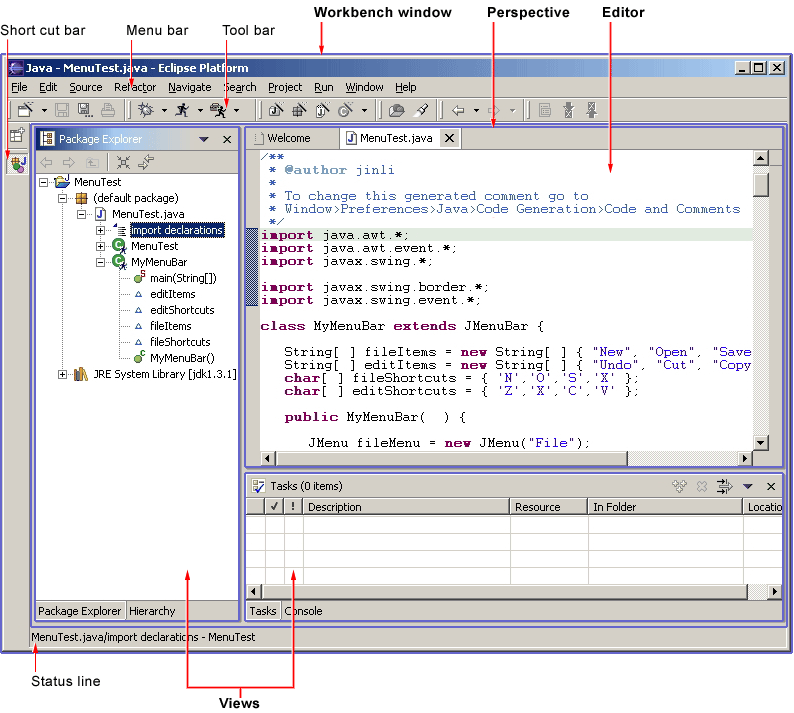 Workbench window
Perspective
Editor
Short cut bar
Menu bar
Tool bar
Java - MenuTest.java - Eclipse Platform
File Edit Source Refactor Navigate Search Project Run Window Help
Package Explorer
MenuTest
(default package)
MenuTest.java
import declarations
MenuTest
MyMenuBar
main(String[])
editItems
editShortcuts
fileItems
fileShortcuts
MyMenuBar()
JRE System Library [jdk1.3.1]
Package Explorer Hierarchy
Welcome
MenuTest.java
/**
* @author jinli
*
* To change this generated comment go to
* Window>Preferences>Java>Code Generation>Code and Comments
*/
import java.awt.*;
import java.awt.event.*;
import javax.swing.*;
import javax.swing.border.*;
import javax.swing.event.*;
class MyMenuBar extends JMenuBar {
String[ ] fileItems = new String[ ] { "New", "Open", "Save
String[ ] editItems = new String[ ] { "Undo", "Cut", "Copy
char[ ] fileShortcuts = { 'N','O','S','X' };
char[ ] editShortcuts = { 'Z','X','C','V' };
public MyMenuBar( ) {
JMenu fileMenu = new JMenu("File");
Tasks (0 items)
! Description Resource In Folder Locatio
Tasks Console
MenuTest.java/import declarations - MenuTest
Status line
Views